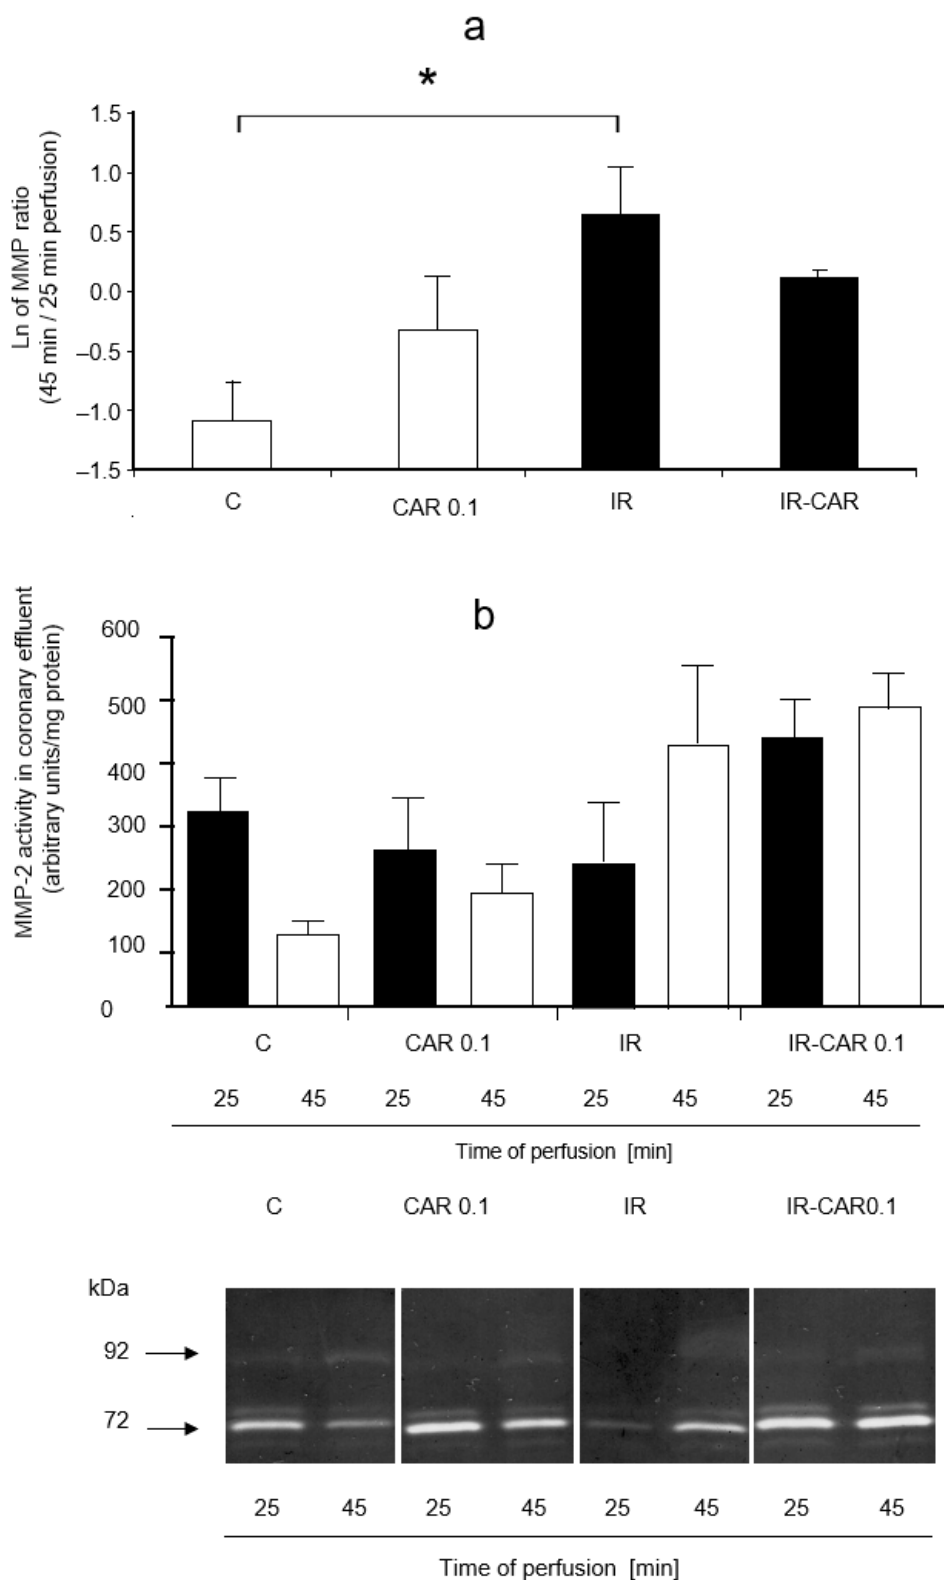 a
*
Ln of MMP ratio
(45 min / 25 min perfusion)
1.5
1.0
0.5
0.0
–0.5
–1.0
–1.5
C
CAR 0.1
IR
IR-CAR
b
MMP-2 activity in coronary effluent
(arbitrary units/mg protein)
600
500
400
300
200
100
0
C CAR 0.1 IR IR-CAR 0.1
25 45 25 45 25 45 25 45
Time of perfusion [min]
C CAR 0.1 IR IR-CAR0.1
kDa
92
72
25 45 25 45 25 45 25 45
Time of perfusion [min]